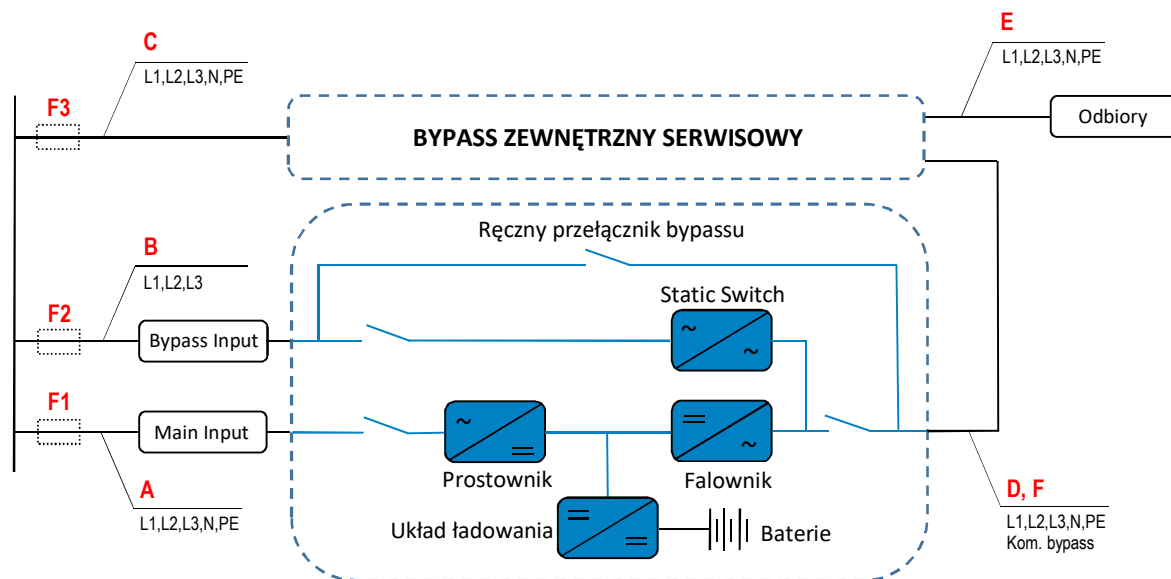 C
L1,L2,L3,N,PE
F3
BYPASS ZEWNĘTRZNY SERWISOWY
E
L1,L2,L3,N,PE
Odbiory
Ręczny przełącznik bypassu
B
L1,L2,L3
F2
Bypass Input
Static Switch
~
~
F1
Main Input
~
Prostownik
~
Falownik
A
L1,L2,L3,N,PE
Układ ładowania
Baterie
D, F
L1,L2,L3,N,PE
Kom. bypass